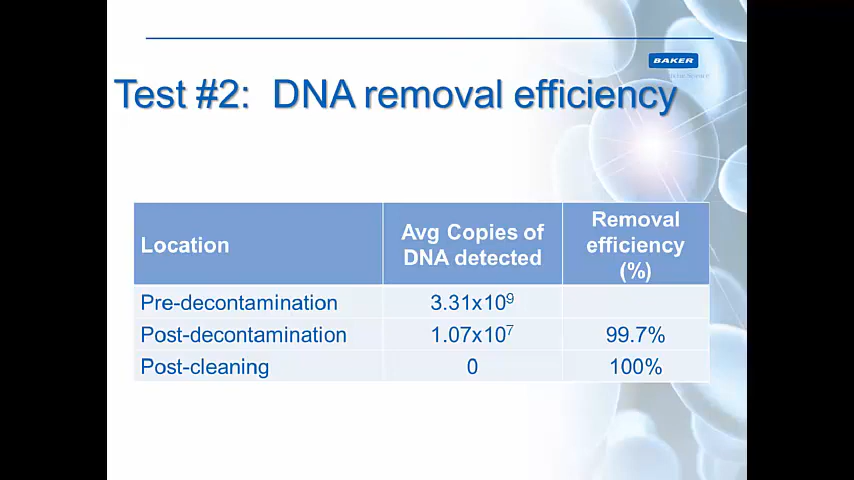 BAKER
Test #2: DNA removal efficiency
Location
Avg Copies of
DNA detected
Removal
efficiency
(%)
Pre-decontamination 3.31x10⁹
Post-decontamination 1.07x10⁷ 99.7%
Post-cleaning 0 100%